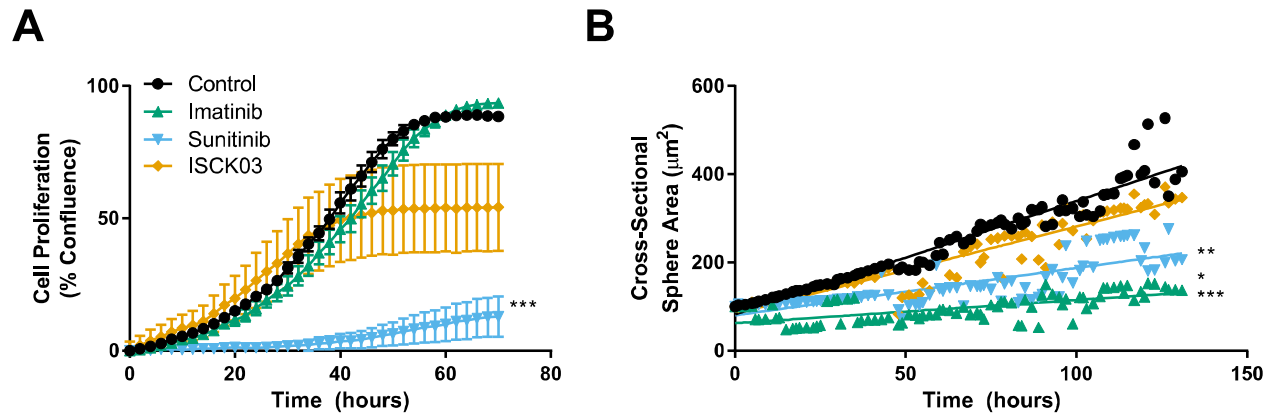 A
B
Control
Imatinib
Sunitinib
ISCK03
Cell Proliferation
(% Confluence)
100
50
0
0 20 40 60 80
Time (hours)
***
Cross-Sectional
Sphere Area (µm2)
600
400
200
0
0 50 100 150
Time (hours)
**
*
***